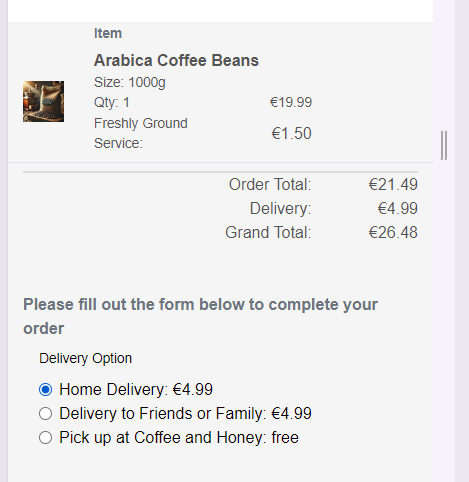 Item
Arabica Coffee Beans
Size: 1000g
Qty: 1 €19.99
Freshly Ground
Service: €1.50
Order Total: €21.49
Delivery: €4.99
Grand Total: €26.48
Please fill out the form below to complete your
order
Delivery Option
Home Delivery: €4.99
Delivery to Friends or Family: €4.99
Pick up at Coffee and Honey: free